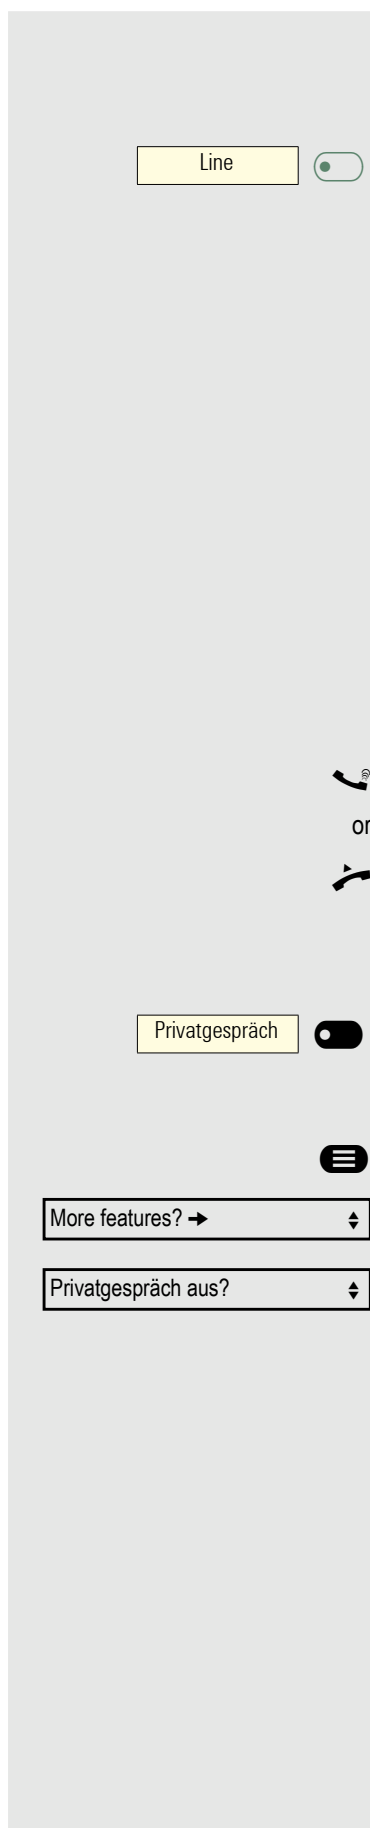 Line
or
Privatgespräch
More features? ➔
Privatgespräch aus?